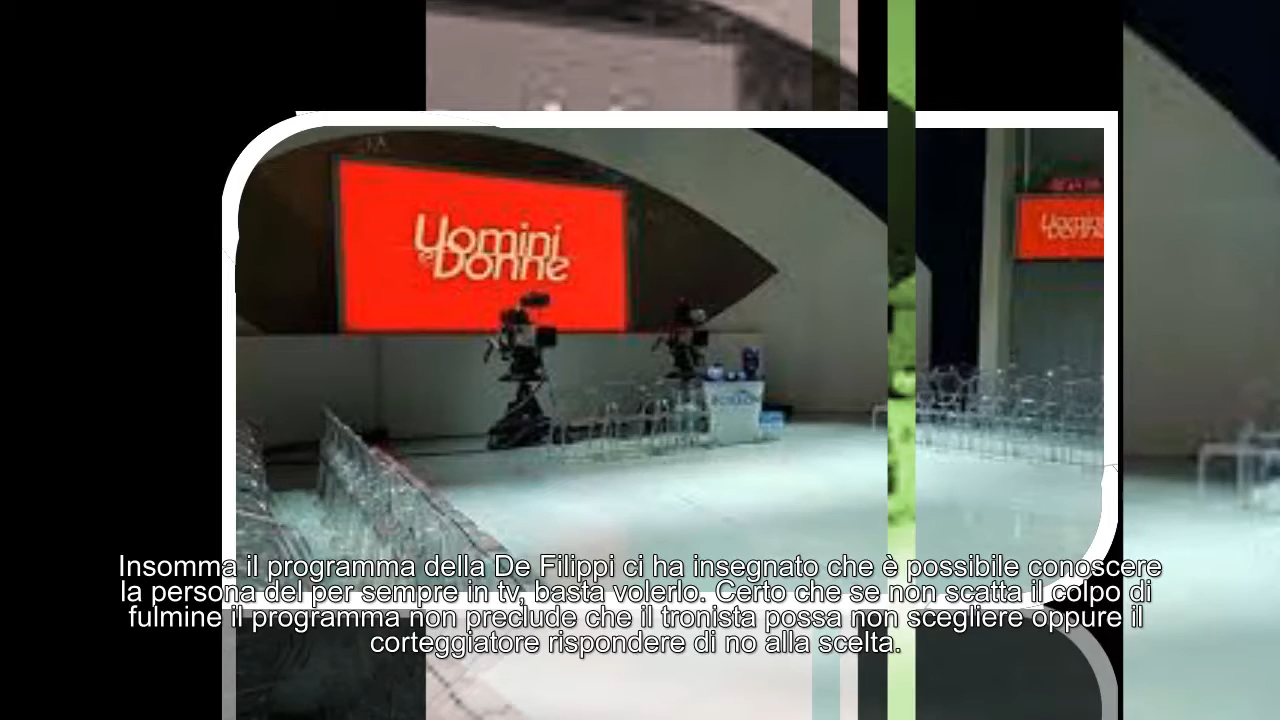 Uomini
e Donne
Uomini
Donne
Insomma il programma della De Filippi ci ha insegnato che è possibile conoscere
la persona del per sempre in tv, basta volerlo. Certo che se non scatta il colpo di
fulmine il programma non preclude che il tronista possa non scegliere oppure il
corteggiatore rispondere di no alla scelta.